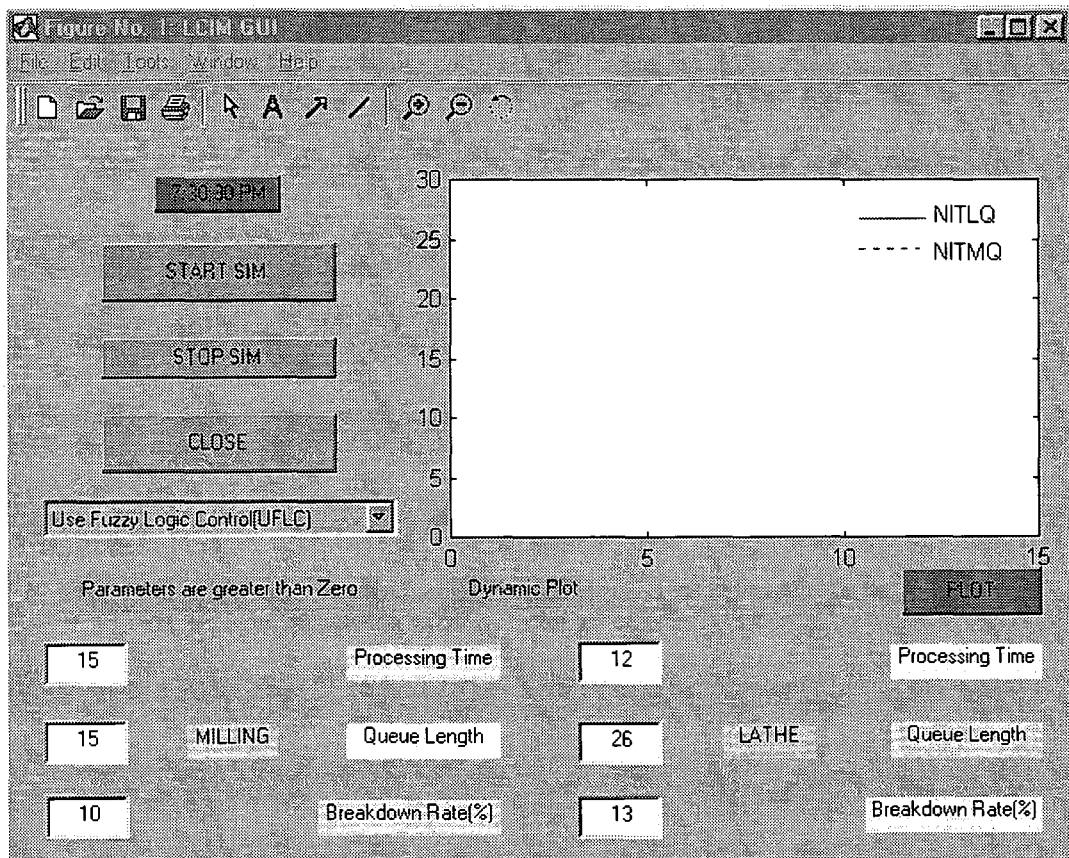 Figure No. 1: LCIM GUI
File Edit Tools Window Help
A
7:30:30 PM
START SIM
STOP SIM
CLOSE
Use Fuzzy Logic Control(UFLC)
30
25
20
15
10
5
0
0 5 10 15
NITLQ
NITMQ
Parameters are greater than Zero
Dynamic Plot
PLOT
15 Processing Time 12 Processing Time
15 MILLING Queue Length 26 LATHE Queue Length
10 Breakdown Rate(%) 13 Breakdown Rate(%)